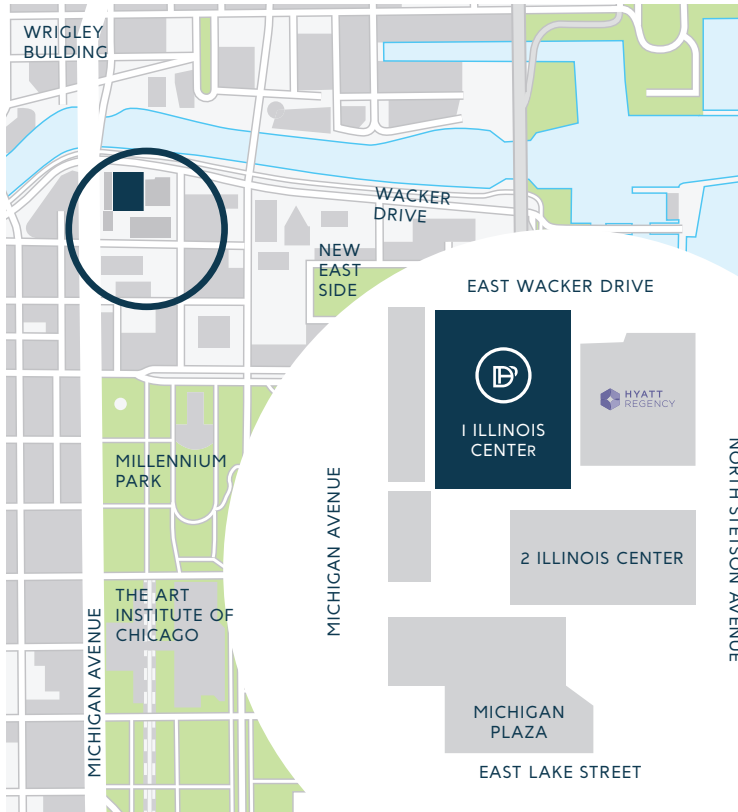 WRIGLEY
BUILDING
WACKER
DRIVE
NEW
EAST
SIDE
EAST WACKER DRIVE
HYATT
REGENCY
1 ILLINOIS
CENTER
MILLENNIUM
PARK
MICHIGAN AVENUE
NORTH STETSON AVENUE
2 ILLINOIS CENTER
THE ART
INSTITUTE OF
CHICAGO
MICHIGAN AVENUE
MICHIGAN
PLAZA
EAST LAKE STREET